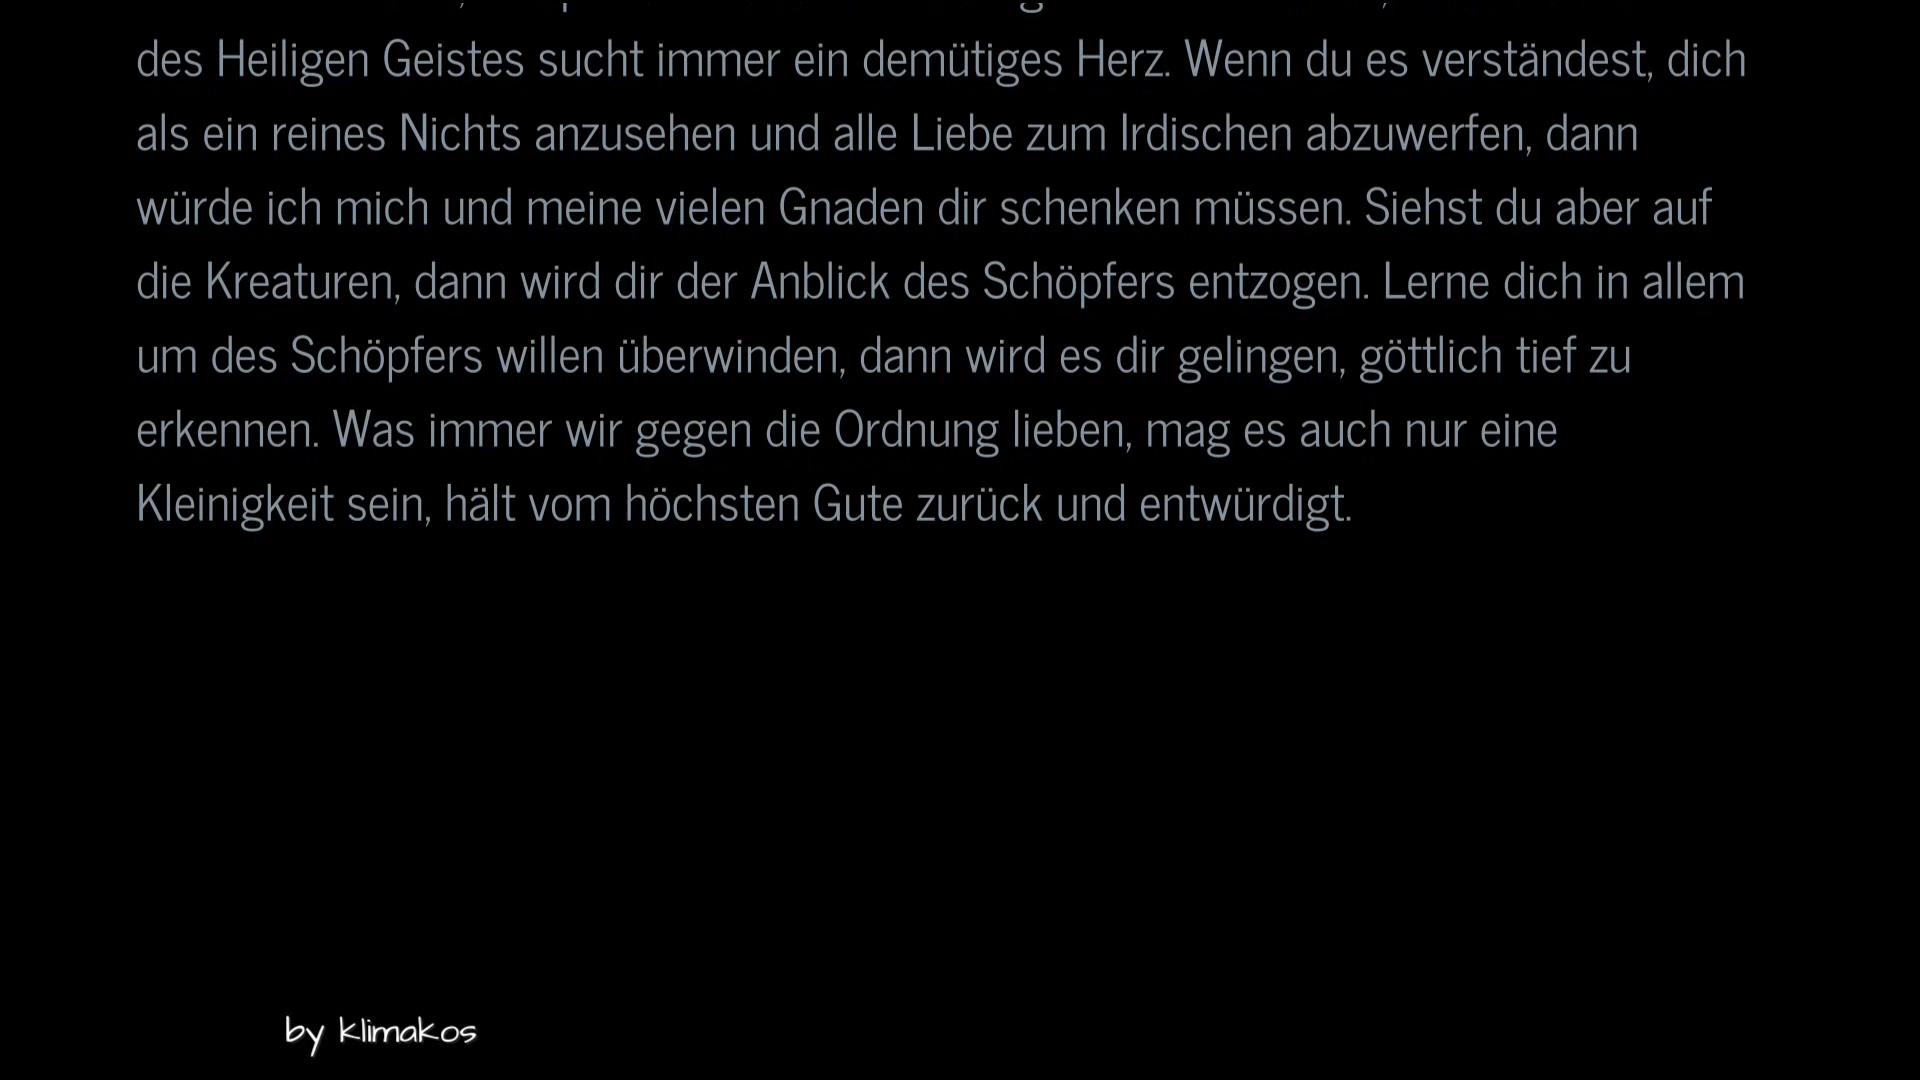 des Heiligen Geistes sucht immer ein demütiges Herz. Wenn du es verständest, dich
als ein reines Nichts anzusehen und alle Liebe zum Irdischen abzuwerfen, dann
würde ich mich und meine vielen Gnaden dir schenken müssen. Siehst du aber auf
die Kreaturen, dann wird dir der Anblick des Schöpfers entzogen. Lerne dich in allem
um des Schöpfers willen überwinden, dann wird es dir gelingen, göttlich tief zu
erkennen. Was immer wir gegen die Ordnung lieben, mag es auch nur eine
Kleinigkeit sein, hält vom höchsten Gute zurück und entwürdigt.
by klimakos